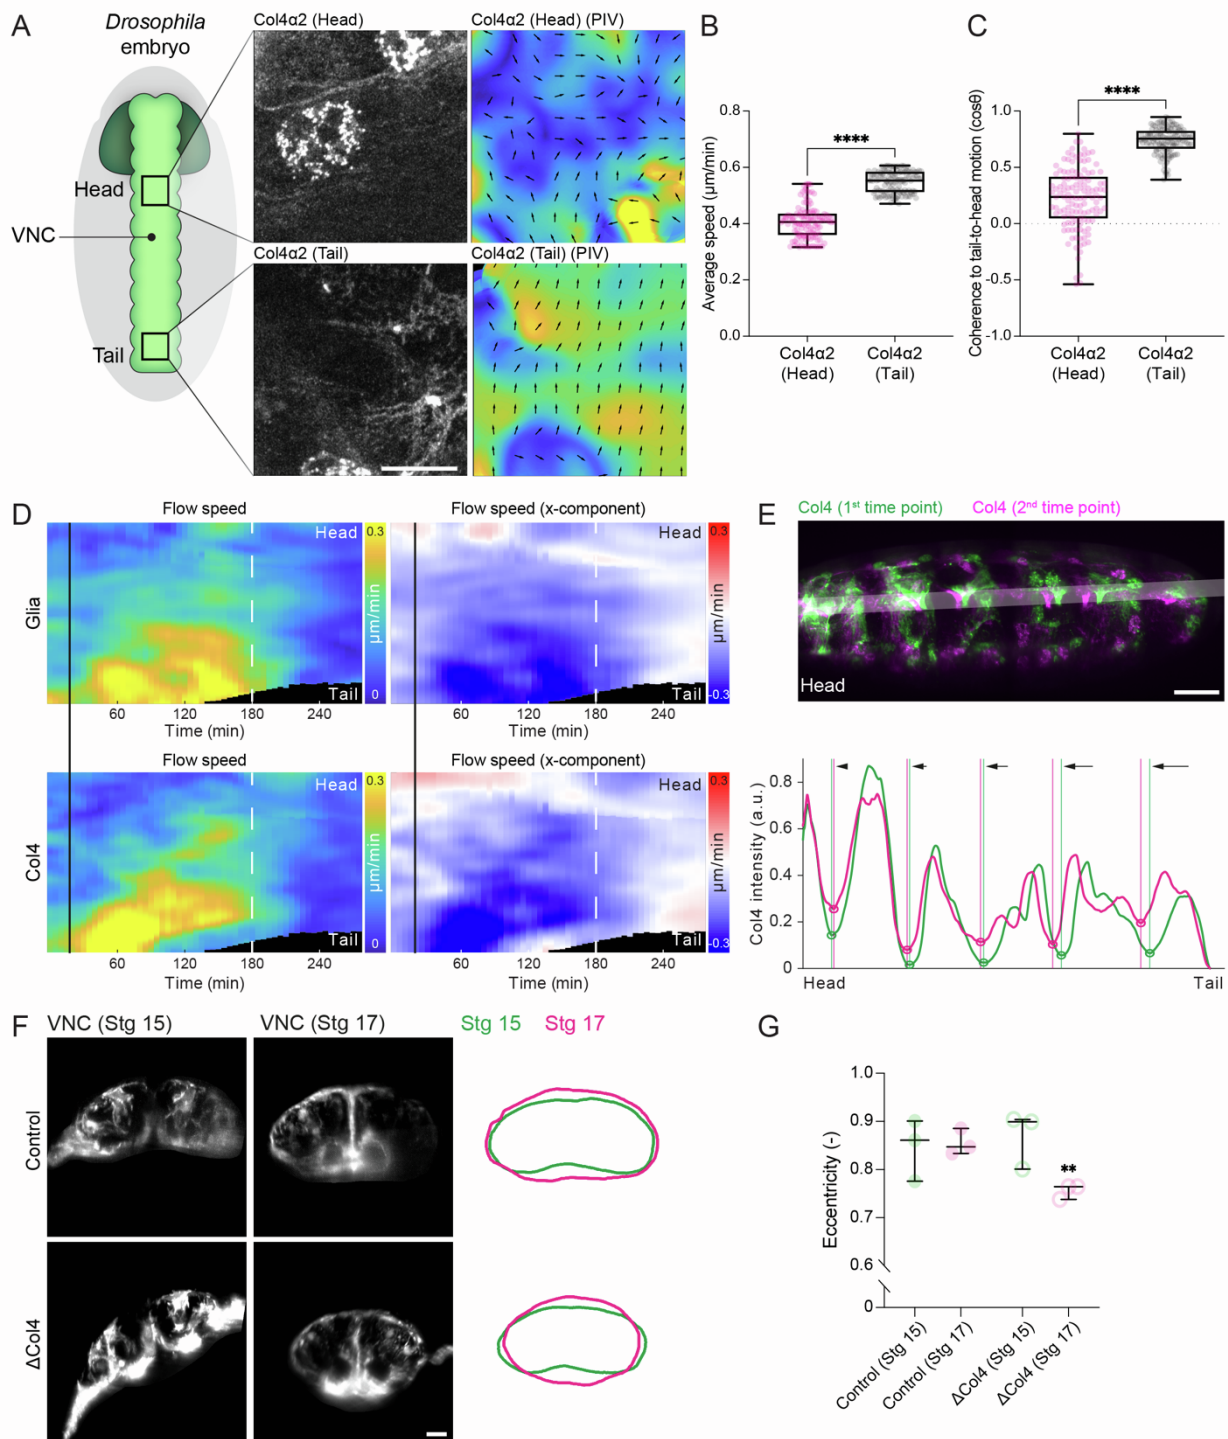 A
Drosophila
embryo
Head
VNC
Tail
Col4α2 (Head)
Col4α2 (Head) (PIV)
Col4α2 (Tail)
Col4α2 (Tail) (PIV)
B
Average speed (µm/min)
0.8
0.6
0.4
0.2
0.0
****
Col4α2
(Head)
Col4α2
(Tail)
C
Coherence to tail-to-head motion (cosθ)
1.0
0.5
0.0
-0.5
-1.0
****
Col4α2
(Head)
Col4α2
(Tail)
D
Flow speed
Glia
Head
Tail
0.3
µm/min
0
60 120 180 240
Time (min)
Flow speed (x-component)
Head
Tail
0.3
µm/min
-0.3
60 120 180 240
Time (min)
Flow speed
Col4
Head
Tail
0.3
µm/min
0
60 120 180 240
Time (min)
Flow speed (x-component)
Head
Tail
0.3
µm/min
-0.3
60 120 180 240
Time (min)
E
Col4 (1st time point) Col4 (2nd time point)
Head
Col4 intensity (a.u.)
0.8
0.6
0.4
0.2
0
Head Tail
F
VNC (Stg 15) VNC (Stg 17) Stg 15 Stg 17
Control
ΔCol4
G
Eccentricity (-)
1.0
0.9
0.8
0.7
0.6
0
**
Control (Stg 15)
Control (Stg 17)
ΔCol4 (Stg 15)
ΔCol4 (Stg 17)